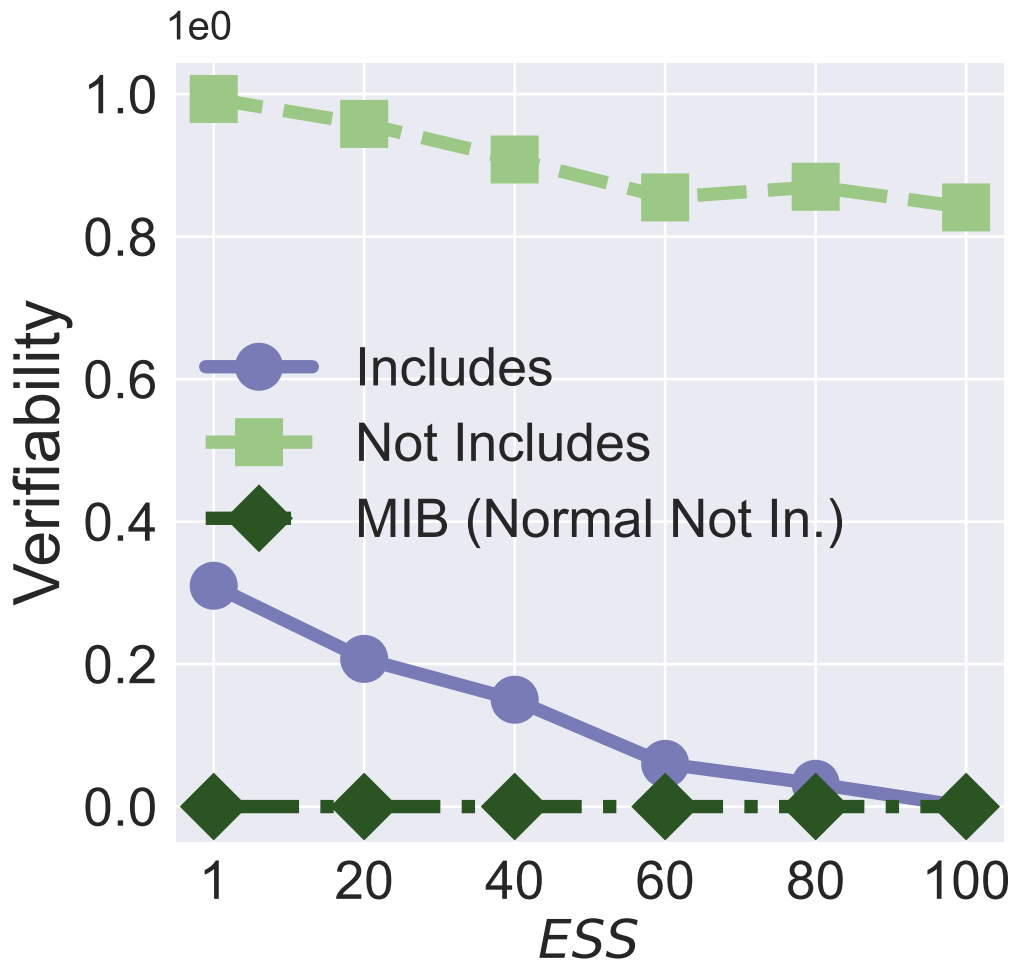 1e0
1.0
0.8
0.6
0.4
0.2
0.0
Verifiability
Includes
Not Includes
MIB (Normal Not In.)
1 20 40 60 80 100
ESS